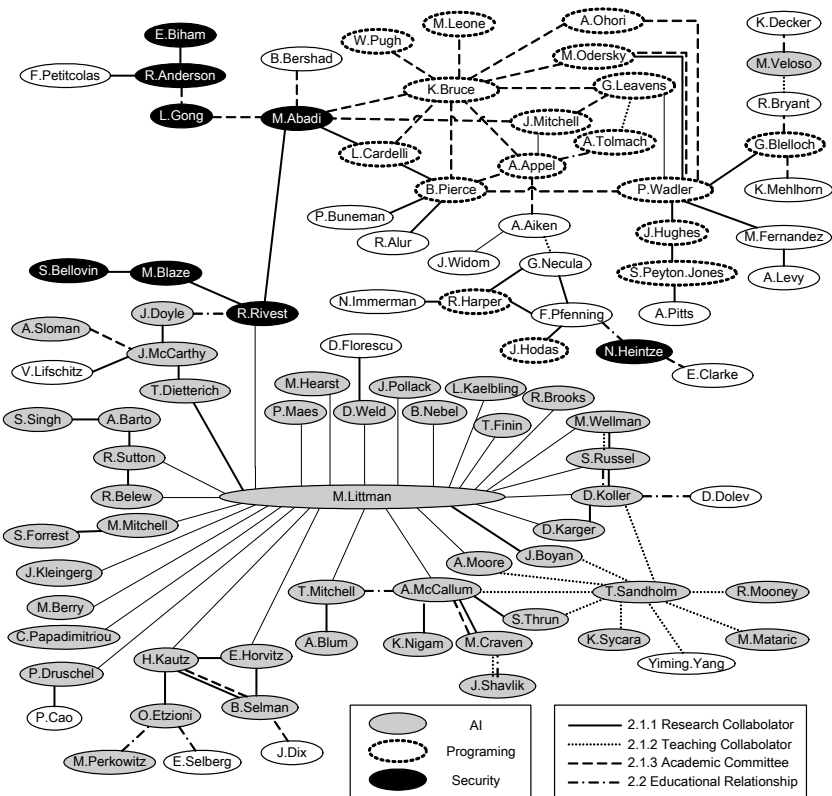 E.Biham
A.Ohori
K.Decker
M.Leone
W.Pugh
M.Odersky
B.Bershad
M.Veloso
F.Petitcolas
R.Anderson
G.Leavens
K.Bruce
R.Bryant
L.Gong
M.Abadi
J.Mitchell
A.Tolmach
G.Blelloch
L.Cardelli
A.Appel
B.Pierce
P.Wadler
K.Mehlhorn
P.Buneman
A.Aiken
J.Hughes
M.Fernandez
R.Alur
J.Widom
G.Necula
S.Peyton.Jones
A.Levy
S.Bellovin
M.Blaze
N.Immerman
R.Harper
J.Doyle
R.Rivest
F.Pfenning
A.Pitts
A.Sloman
D.Florescu
J.McCarthy
J.Hodas
N.Heintze
V.Lifschitz
E.Clarke
T.Dietterich
M.Hearst
J.Pollack
L.Kaelbling
R.Brooks
P.Maes
D.Weld
B.Nebel
T.Finin
M.Wellman
S.Singh
A.Barto
R.Sutton
S.Russel
R.Belew
M.Littman
D.Koller
D.Dolev
M.Mitchell
D.Karger
S.Forrest
J.Boyan
A.Moore
J.Kleingerg
T.Mitchell
A.McCallum
T.Sandholm
R.Mooney
M.Berry
S.Thrun
C.Papadimitriou
A.Blum
K.Nigam
M.Craven
K.Sycara
M.Mataric
H.Kautz
E.Horvitz
Yiming.Yang
P.Druschel
J.Shavlik
B.Selman
P.Cao
O.Etzioni
M.Perkowitz
E.Selberg
J.Dix
AI
Programing
Security
2.1.1 Research Collabolator
2.1.2 Teaching Collabolator
2.1.3 Academic Committee
2.2 Educational Relationship